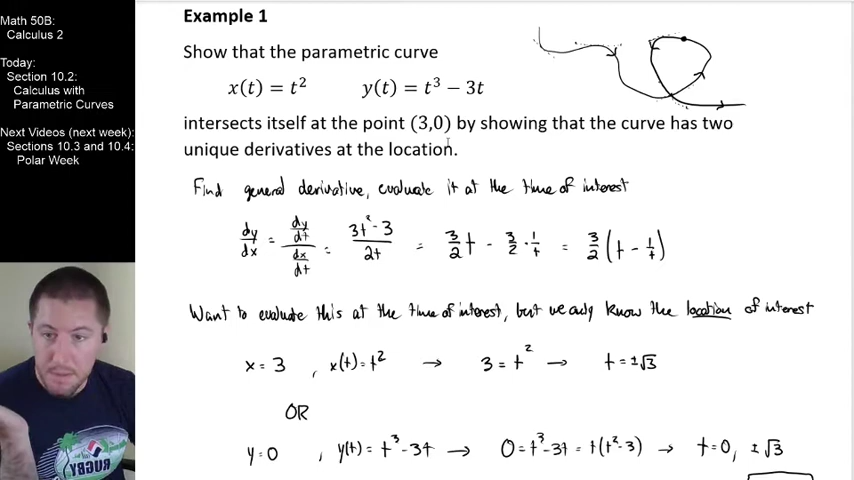 Math 50B:
Calculus 2
Today:
Section 10.2:
Calculus with
Parametric Curves
Next Videos (next week):
Sections 10.3 and 10.4:
Polar Week
Example 1
Show that the parametric curve
x(t) = t² y(t) = t³ − 3t
intersects itself at the point (3,0) by showing that the curve has two
unique derivatives at the location.
Find general derivative, evaluate it at the time of interest
dy/dx = (dy/dt)/(dx/dt) = (3t² - 3)/2t = 3/2 t - 3/2 · 1/t = 3/2 (t - 1/t)
Want to evaluate this at the time of interest, but we only know the location of interest
x = 3 , x(t) = t² → 3 = t² → t = ±√3
OR
y = 0 , y(t) = t³ - 3t → 0 = t³ - 3t = t(t² - 3) → t = 0, ±√3
RUGBY